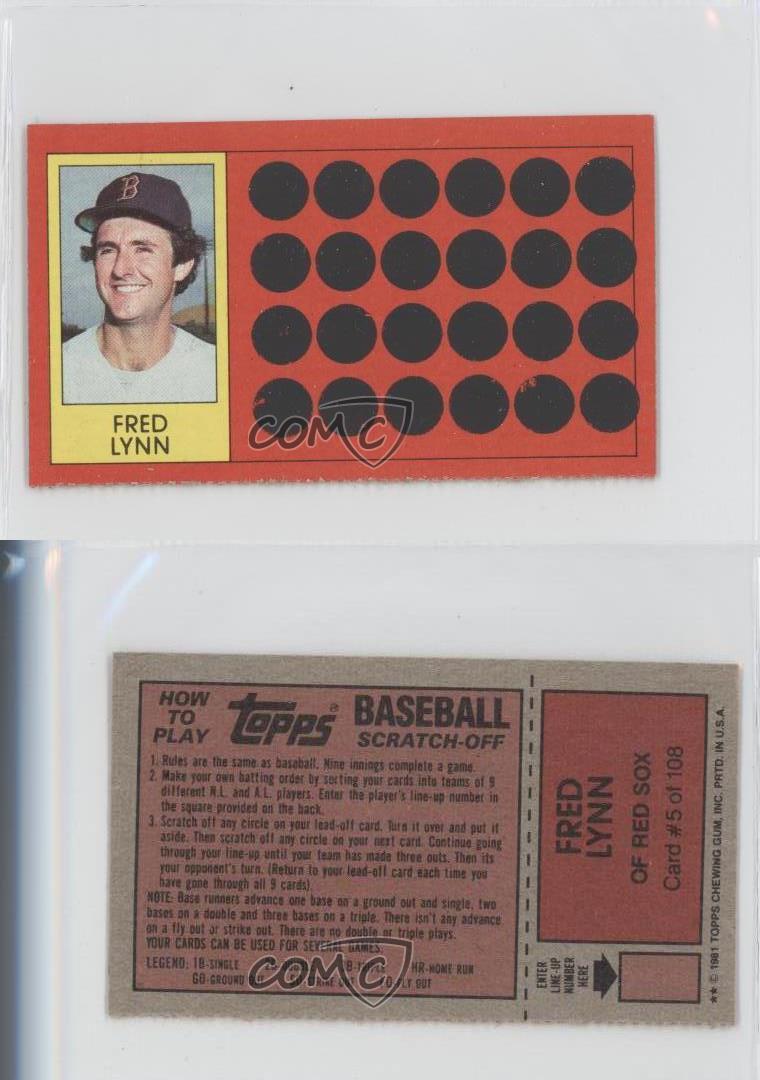 B
FRED
LYNN
COMC
HOW
TO
PLAY
Topps®
BASEBALL
SCRATCH-OFF
1. Rules are the same as baseball. Nine innings complete a game.
2. Make your own batting order by sorting your cards into teams of 9
different N.L. and A.L. players. Enter the player's line-up number in
the square provided on the back.
3. Scratch off any circle on your lead-off card. Turn it over and put it
aside. Then scratch off any circle on your next card. Continue going
through your line-up until your team has made three outs. Then its
your opponent's turn. (Return to your lead-off card each time you
have gone through all 9 cards).
NOTE: Base runners advance one base on a ground out and single, two
bases on a double and three bases on a triple. There isn't any advance
on a fly out or strike out. There are no double or triple plays.
YOUR CARDS CAN BE USED FOR SEVERAL GAMES.
LEGEND: 1B-SINGLE HR-HOME RUN
GO-GROUND OUT FO-FLY OUT
COMC
FRED
LYNN
OF RED SOX
Card #5 of 108
ENTER
LINE-UP
NUMBER
HERE
★★ © 1981 TOPPS CHEWING GUM, INC. PRTD. IN U.S.A.